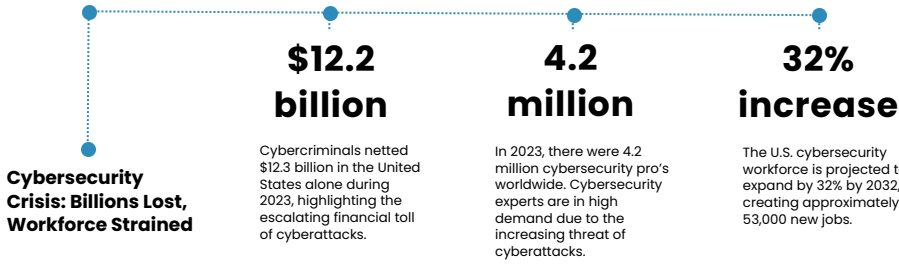 $12.2
billion
Cybercriminals netted
$12.3 billion in the United
States alone during
2023, highlighting the
escalating financial toll
of cyberattacks.
4.2
million
In 2023, there were 4.2
million cybersecurity pro’s
worldwide. Cybersecurity
experts are in high
demand due to the
increasing threat of
cyberattacks.
32%
increase
The U.S. cybersecurity
workforce is projected t
expand by 32% by 2032,
creating approximately
53,000 new jobs.
Cybersecurity
Crisis: Billions Lost,
Workforce Strained